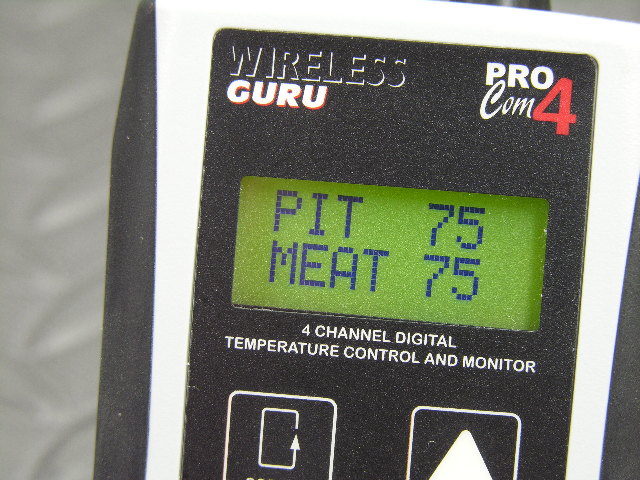 WIRELESS
GURU
PRO
Com4
PIT 75
MEAT 75
4 CHANNEL DIGITAL
TEMPERATURE CONTROL AND MONITOR